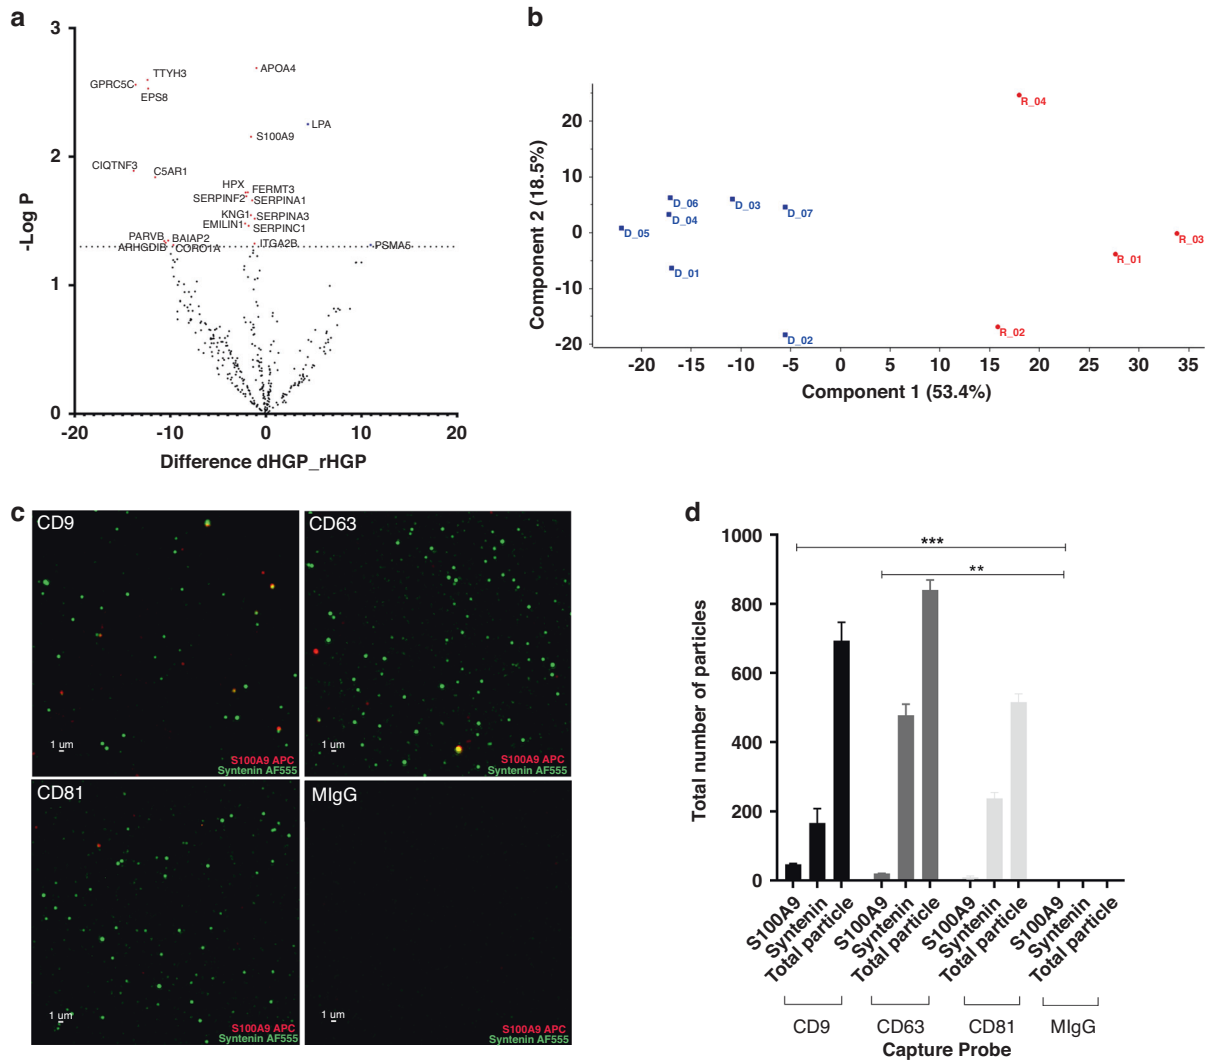 a
3
2
1
0
-Log P
-20
-10
0
10
20
Difference dHGP_rHGP
APOA4
TTYH3
GPRC5C
EPS8
LPA
S100A9
CIQTNF3
C5AR1
HPX
FERMT3
SERPINF2
SERPINA1
KNG1
SERPINA3
EMILIN1
SERPINC1
PARVB
BAIAP2
ITGA2B
ARHGDIB
CORO1A
PSMA5
b
20
10
0
-10
-20
Component 2 (18.5%)
R_04
D_06
D_03
D_04
D_07
D_05
R_03
R_01
D_01
R_02
D_02
-20
-15
-10
-5
0
5
10
15
20
25
30
35
Component 1 (53.4%)
c
CD9
1 um
S100A9 APC
Syntenin AF555
CD63
1 um
S100A9 APC
Syntenin AF555
CD81
1 um
S100A9 APC
Syntenin AF555
MIgG
1 um
S100A9 APC
Syntenin AF555
d
1000
800
600
400
200
0
Total number of particles
***
**
S100A9
Syntenin
Total particle
S100A9
Syntenin
Total particle
S100A9
Syntenin
Total particle
S100A9
Syntenin
Total particle
CD9
CD63
CD81
MIgG
Capture Probe